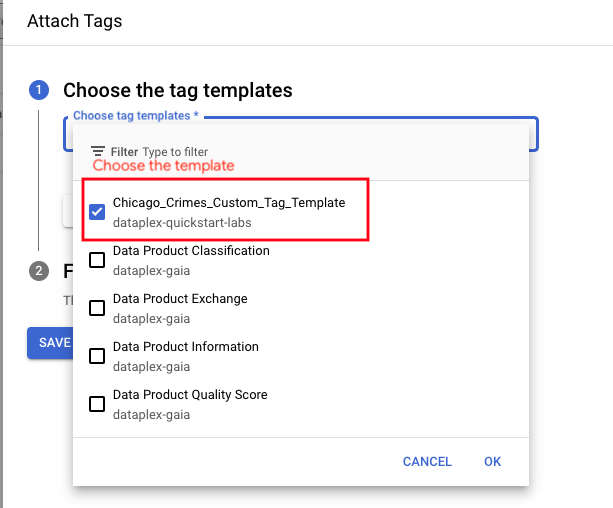 Attach Tags
1
Choose the tag templates
Choose tag templates *
Filter Type to filter
Choose the template
Chicago_Crimes_Custom_Tag_Template
dataplex-quickstart-labs
Data Product Classification
dataplex-gaia
Data Product Exchange
dataplex-gaia
Data Product Information
dataplex-gaia
Data Product Quality Score
dataplex-gaia
2
F
Th
SAVE
CANCEL OK